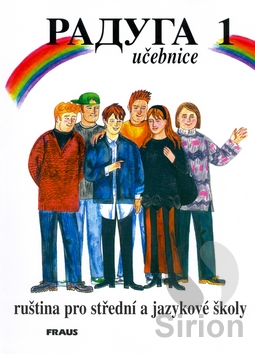 РАДУГА 1
učebnice
ruština pro střední a jazykové školy
FRAUS
Sirion